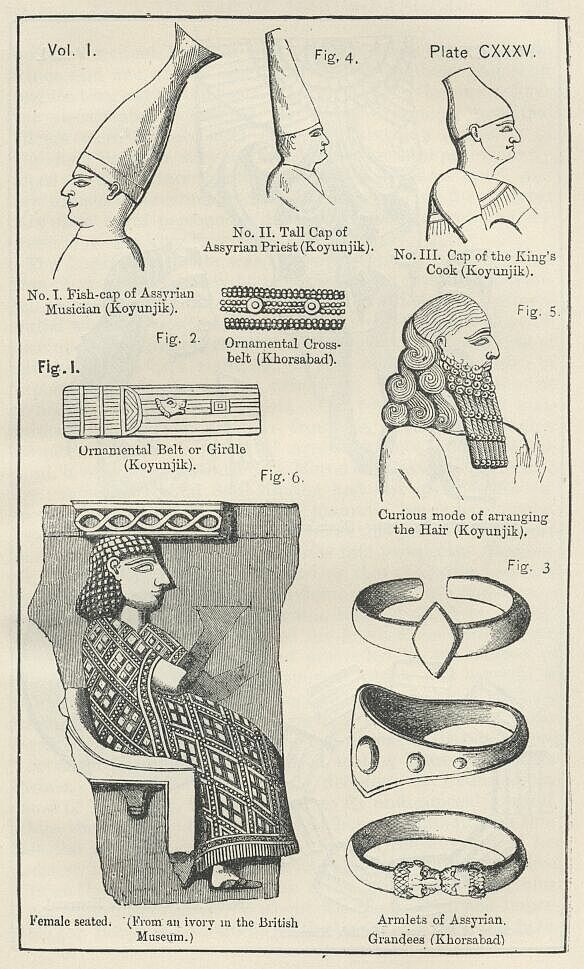 Vol. I.
Fig. 4.
Plate CXXXV.
No. II. Tall Cap of
Assyrian Priest (Koyunjik).
No. III. Cap of the King's
Cook (Koyunjik).
No. I. Fish-cap of Assyrian
Musician (Koyunjik).
Fig. 2.
Ornamental Cross-
belt (Khorsabad).
Fig. 5.
Fig. 1.
Ornamental Belt or Girdle
(Koyunjik).
Fig. 6.
Curious mode of arranging
the Hair (Koyunjik).
Fig. 3
Female seated. (From an ivory in the British
Museum.)
Armlets of Assyrian.
Grandees (Khorsabad)